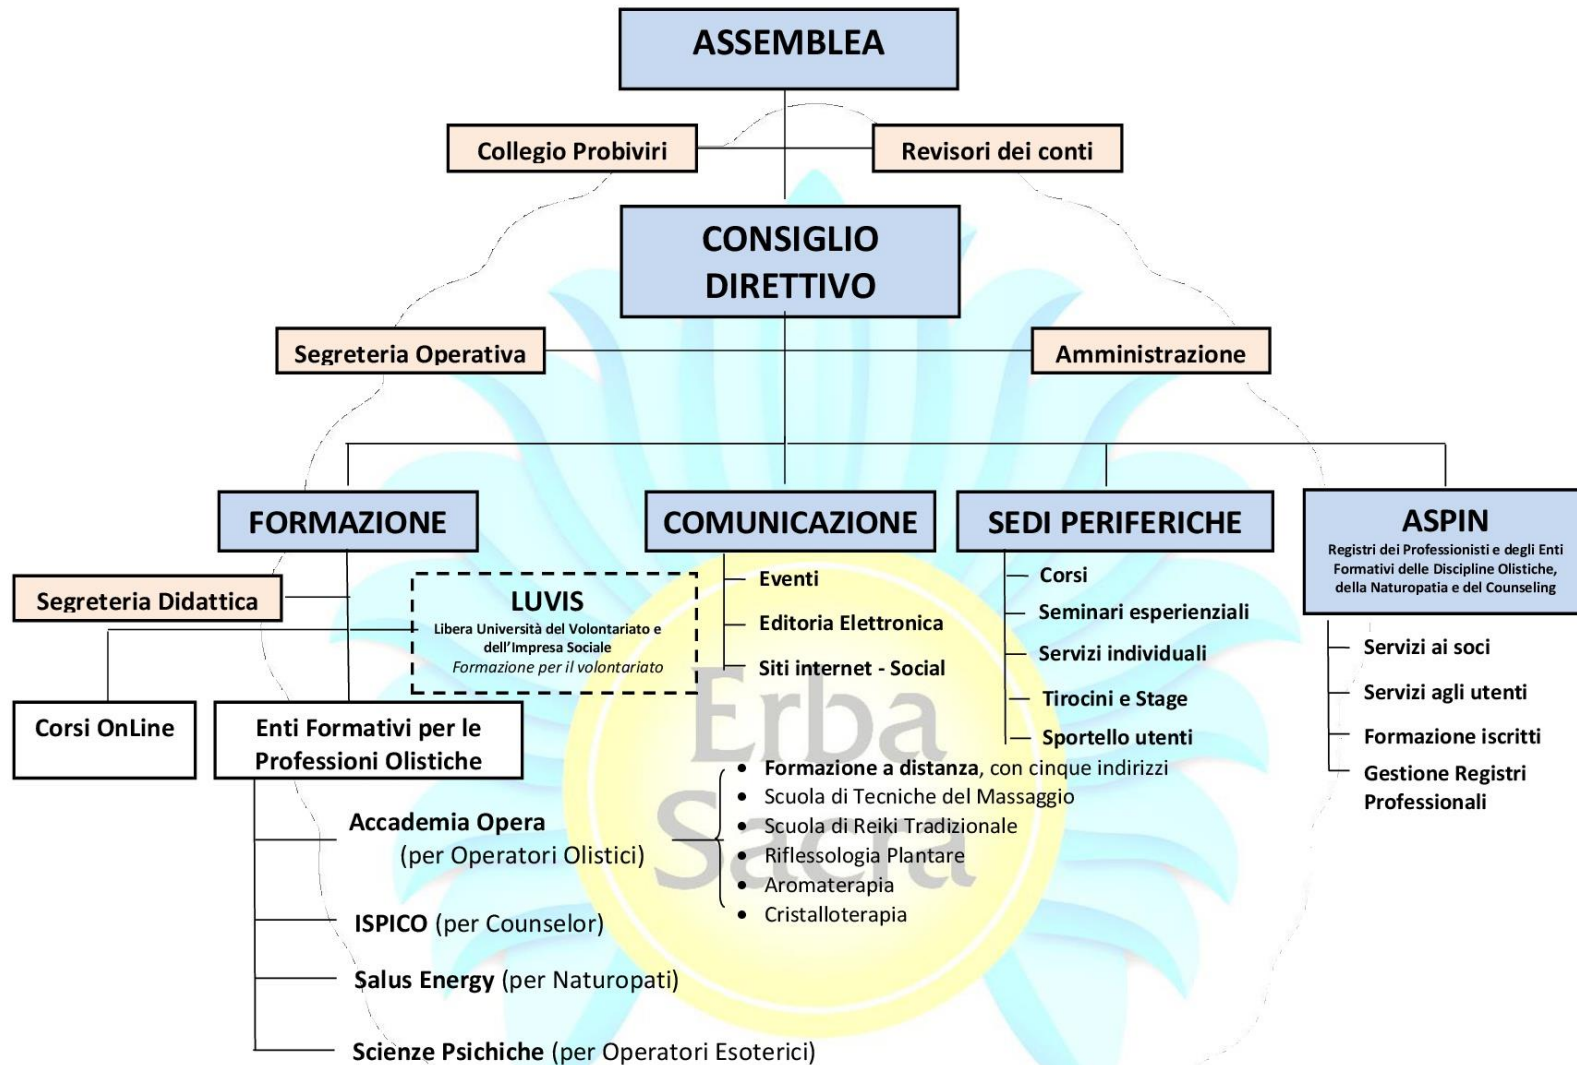 ASSEMBLEA
Collegio Probiviri
Revisori dei conti
CONSIGLIO
DIRETTIVO
Segreteria Operativa
Amministrazione
FORMAZIONE
COMUNICAZIONE
SEDI PERIFERICHE
ASPIN
Registri dei Professionisti e degli Enti
Formativi delle Discipline Olistiche,
della Naturopatia e del Counseling
Segreteria Didattica
LUVIS
Libera Università del Volontariato e
dell'Impresa Sociale
Formazione per il volontariato
Eventi
Editoria Elettronica
Siti internet - Social
Corsi
Seminari esperienziali
Servizi individuali
Tirocini e Stage
Sportello utenti
Servizi ai soci
Servizi agli utenti
Formazione iscritti
Gestione Registri
Professionali
Corsi OnLine
Enti Formativi per le
Professioni Olistiche
Erba
Sacra
Accademia Opera
(per Operatori Olistici)
• Formazione a distanza, con cinque indirizzi
• Scuola di Tecniche del Massaggio
• Scuola di Reiki Tradizionale
• Riflessologia Plantare
• Aromaterapia
• Cristalloterapia
ISPICO (per Counselor)
Salus Energy (per Naturopati)
Scienze Psichiche (per Operatori Esoterici)